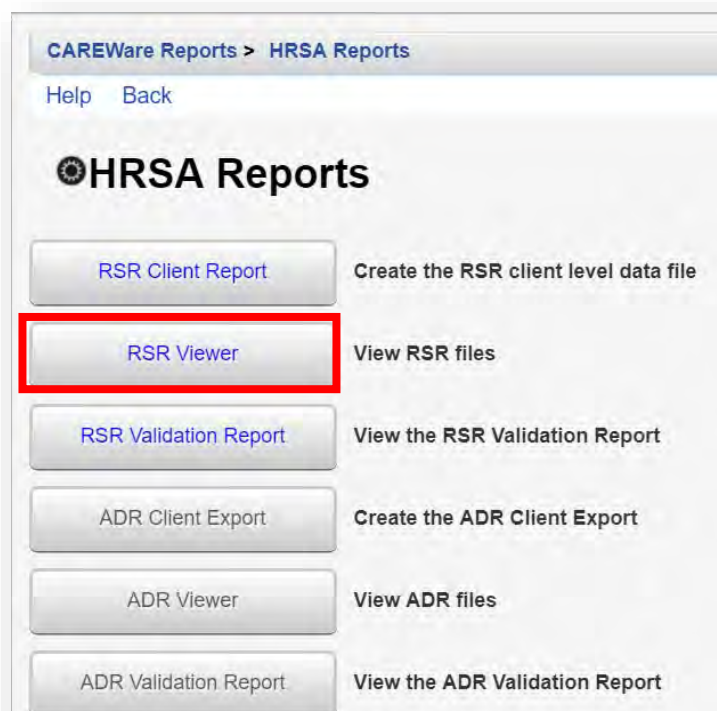 CAREWare Reports > HRSA Reports
Help Back
HRSA Reports
RSR Client Report Create the RSR client level data file
RSR Viewer View RSR files
RSR Validation Report View the RSR Validation Report
ADR Client Export Create the ADR Client Export
ADR Viewer View ADR files
ADR Validation Report View the ADR Validation Report